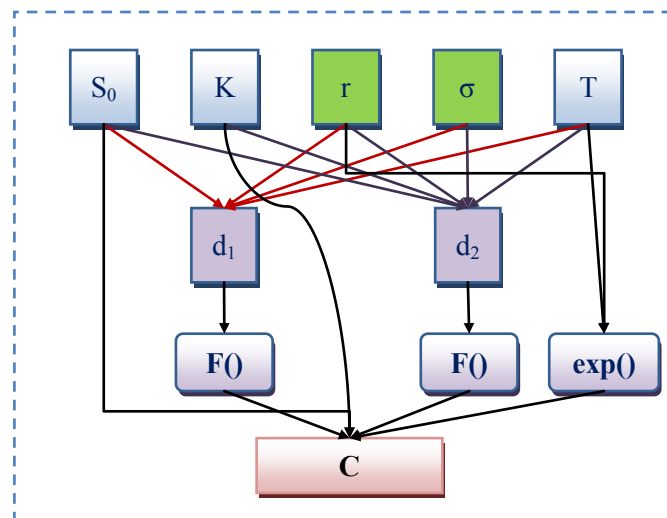 S₀ K r σ T
d₁ d₂
F() F() exp()
C